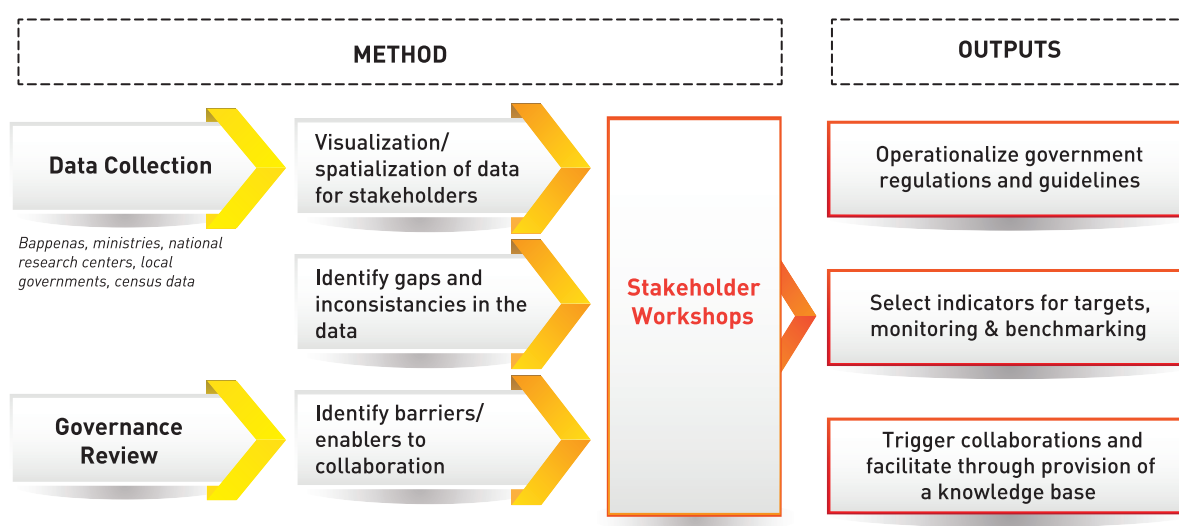 METHOD
OUTPUTS
Data Collection
Bappenas, ministries, national
research centers, local
governments, census data
Governance
Review
Visualization/
spatialization of data
for stakeholders
Identify gaps and
inconsistancies in the
data
Identify barriers/
enablers to
collaboration
Stakeholder
Workshops
Operationalize government
regulations and guidelines
Select indicators for targets,
monitoring & benchmarking
Trigger collaborations and
facilitate through provision of
a knowledge base